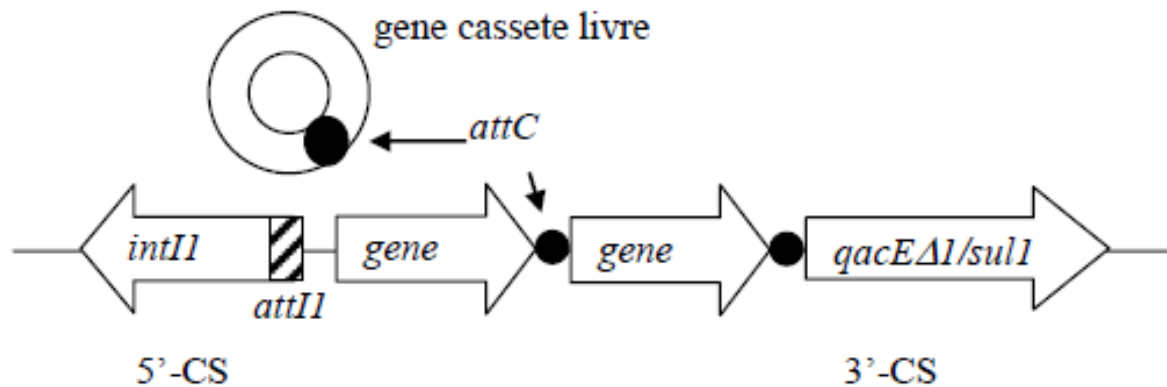 gene cassete livre
attC
intI1
gene
gene
qacEΔ1/sul1
attI1
5’-CS
3’-CS